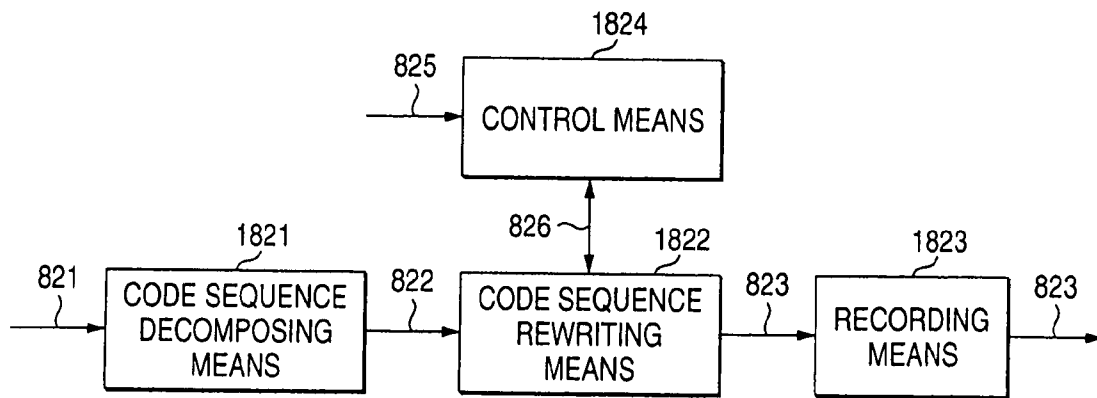 1824
825
CONTROL MEANS
826
1821
1822
1823
821
CODE SEQUENCE
DECOMPOSING
MEANS
822
CODE SEQUENCE
REWRITING
MEANS
823
RECORDING
MEANS
823